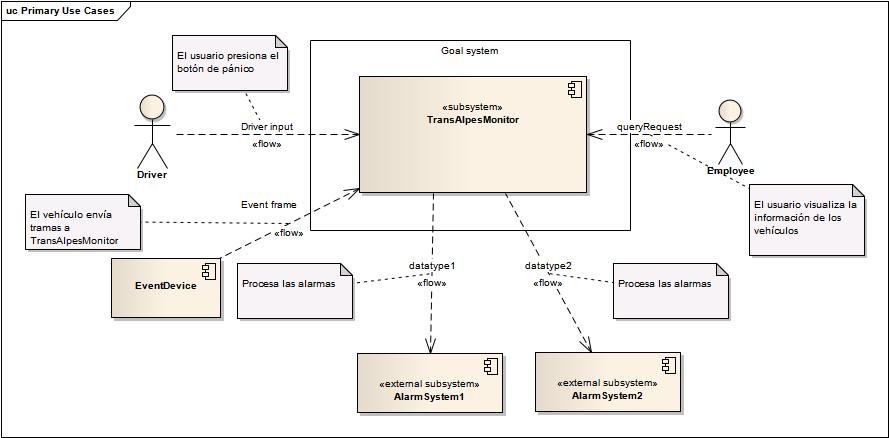 uc Primary Use Cases
Goal system
El usuario presiona el
botón de pánico
«subsystem»
TransAlpesMonitor
Driver input
«flow»
queryRequest
«flow»
Driver
Employee
El vehículo envía
tramas a
TransAlpesMonitor
Event frame
«flow»
El usuario visualiza la
información de los
vehículos
EventDevice
Procesa las alarmas
datatype1
«flow»
datatype2
«flow»
Procesa las alarmas
«external subsystem»
AlarmSystem1
«external subsystem»
AlarmSystem2